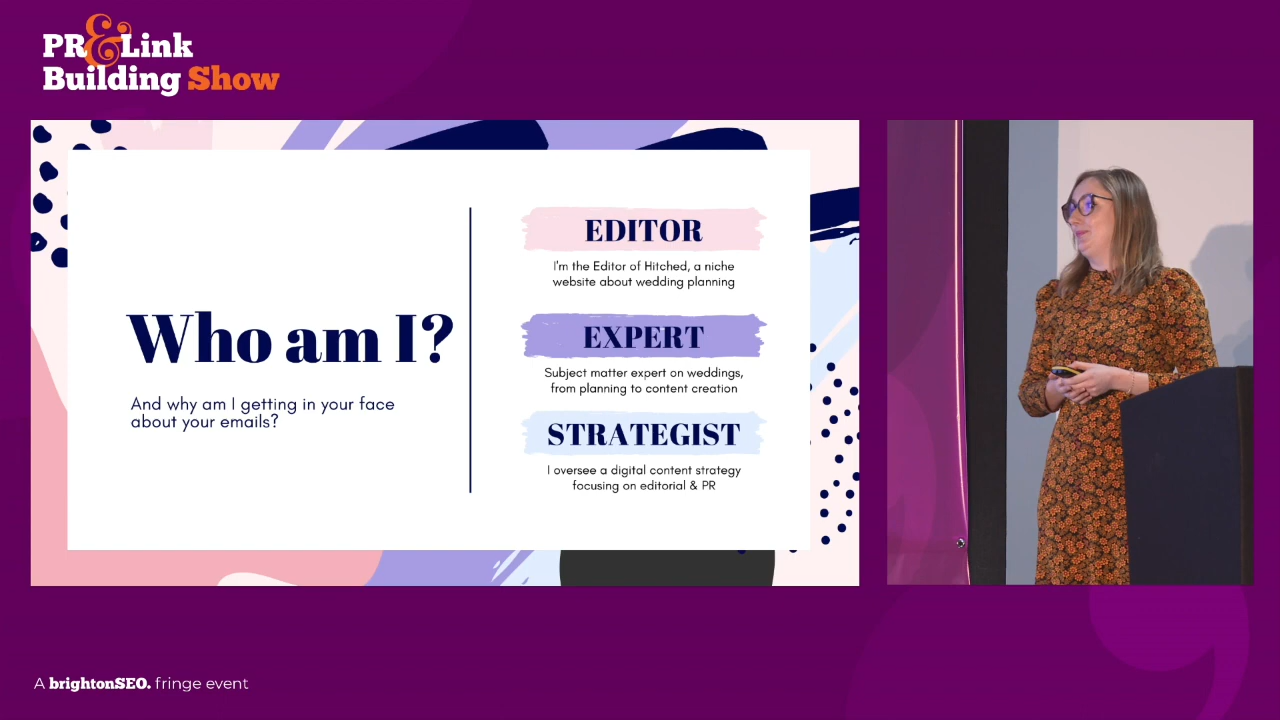 PR & Link
Building Show
Who am I?
And why am I getting in your face
about your emails?
EDITOR
I'm the Editor of Hitched, a niche
website about wedding planning
EXPERT
Subject matter expert on weddings,
from planning to content creation
STRATEGIST
I oversee a digital content strategy
focusing on editorial & PR
A brightonSEO. fringe event